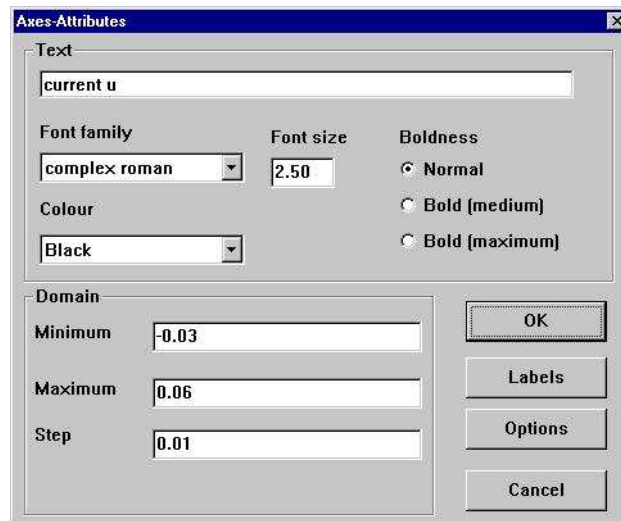 Axes-Attributes
Text
current u
Font family
complex roman
Font size
2.50
Boldness
Normal
Bold (medium)
Bold (maximum)
Colour
Black
Domain
Minimum
-0.03
Maximum
0.06
Step
0.01
OK
Labels
Options
Cancel